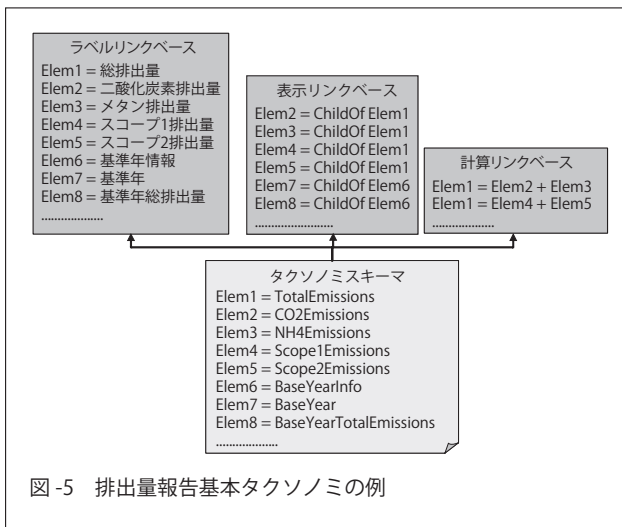 ラベルリンクベース
Elem1 = 総排出量
Elem2 = 二酸化炭素排出量
Elem3 = メタン排出量
Elem4 = スコープ1排出量
Elem5 = スコープ2排出量
Elem6 = 基準年情報
Elem7 = 基準年
Elem8 = 基準年総排出量
...................
表示リンクベース
Elem2 = ChildOf Elem1
Elem3 = ChildOf Elem1
Elem4 = ChildOf Elem1
Elem5 = ChildOf Elem1
Elem7 = ChildOf Elem6
Elem8 = ChildOf Elem6
........................
計算リンクベース
Elem1 = Elem2 + Elem3
Elem1 = Elem4 + Elem5
...................
タクソノミスキーマ
Elem1 = TotalEmissions
Elem2 = CO2Emissions
Elem3 = NH4Emissions
Elem4 = Scope1Emissions
Elem5 = Scope2Emissions
Elem6 = BaseYearInfo
Elem7 = BaseYear
Elem8 = BaseYearTotalEmissions
...................
図 -5 排出量報告基本タクソノミの例